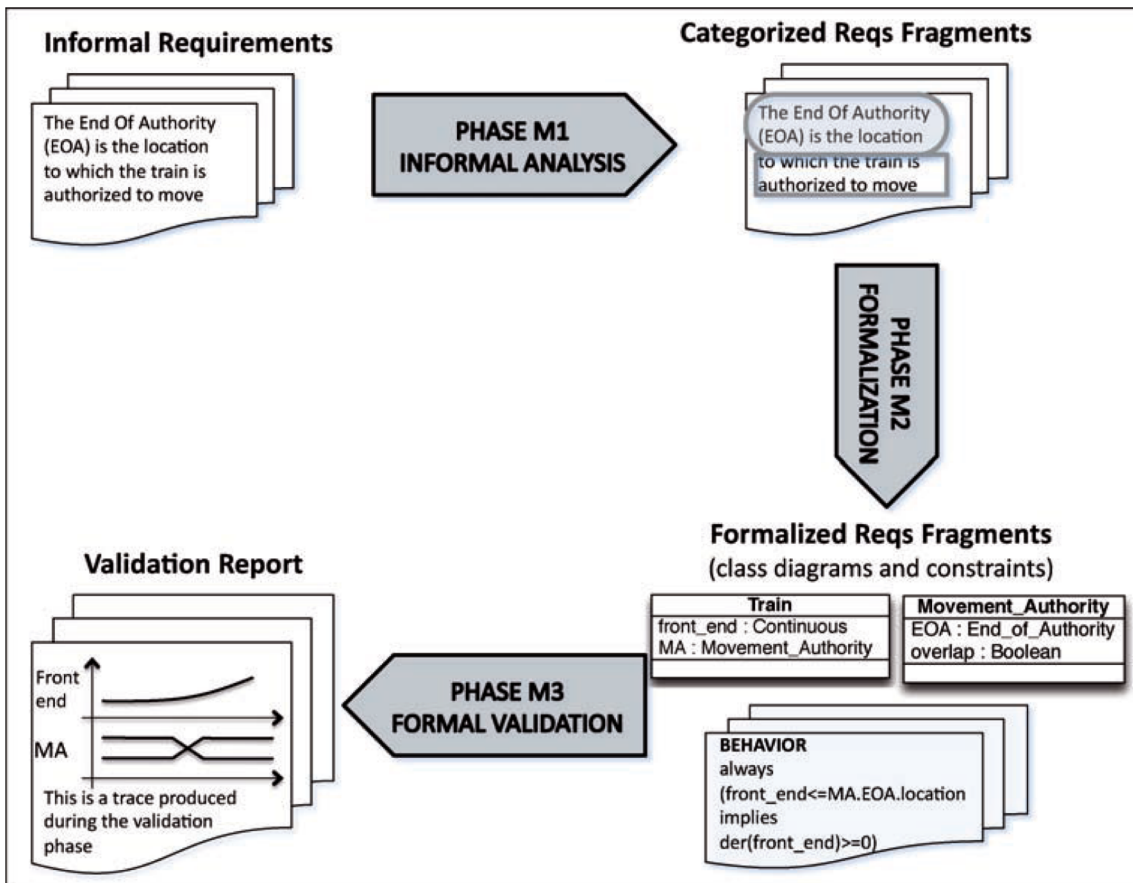 Informal Requirements
The End Of Authority
(EOA) is the location
to which the train is
authorized to move
PHASE M1
INFORMAL ANALYSIS
Categorized Reqs Fragments
The End Of Authority
(EOA) is the location
to which the train is
authorized to move
PHASE M2
FORMALIZATION
Formalized Reqs Fragments
(class diagrams and constraints)
Train
front_end : Continuous
MA : Movement_Authority
Movement_Authority
EOA : End_of_Authority
overlap : Boolean
BEHAVIOR
always
(front_end<=MA.EOA.location
implies
der(front_end)>=0)
PHASE M3
FORMAL VALIDATION
Validation Report
Front
end
MA
This is a trace produced
during the validation
phase